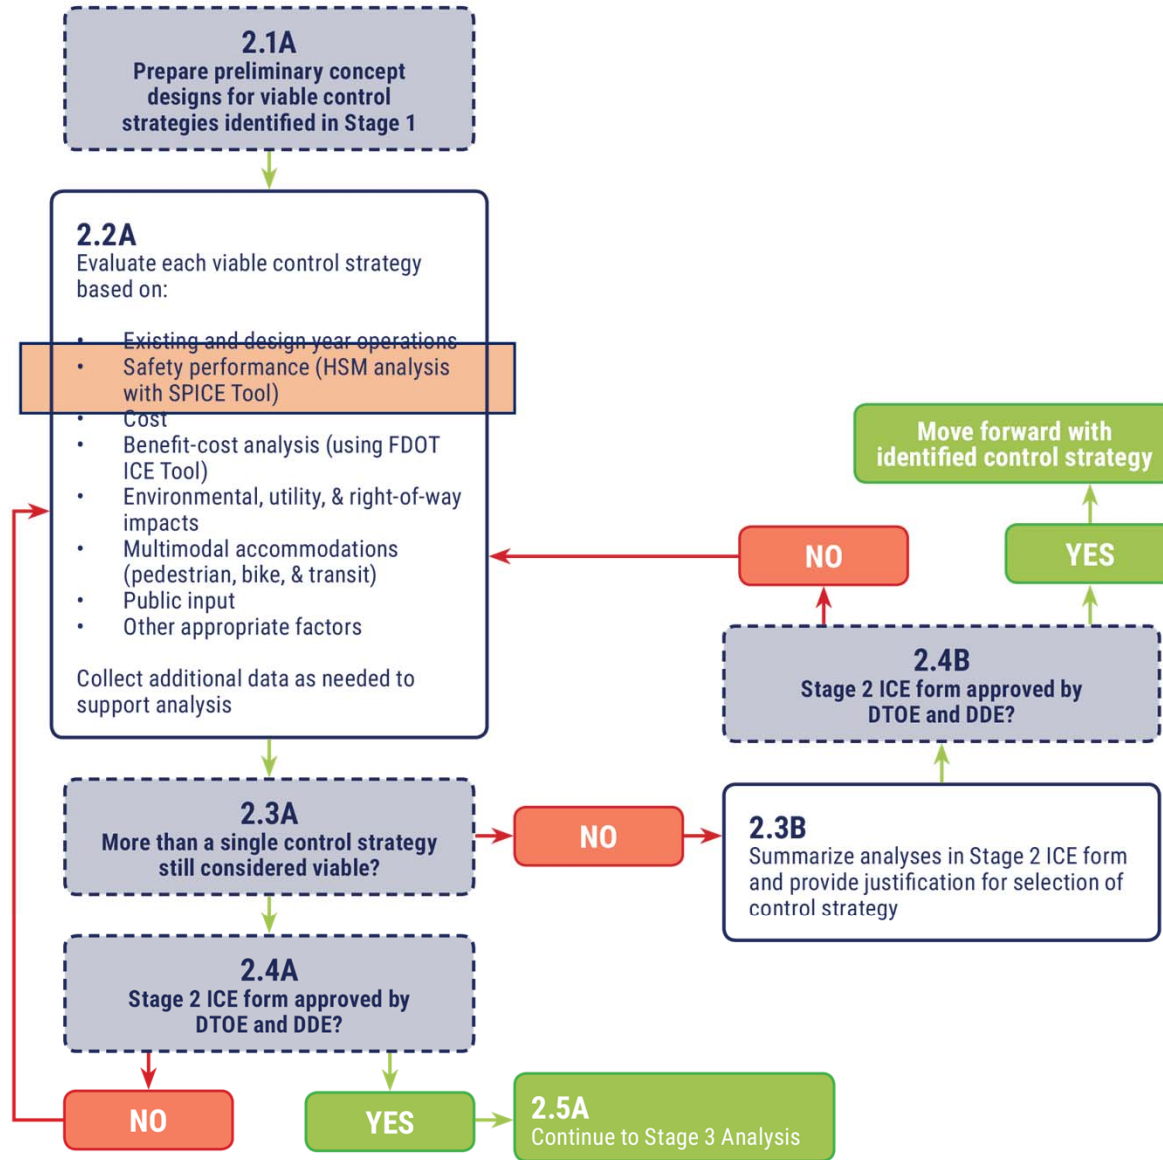 2.1A
Prepare preliminary concept
designs for viable control
strategies identified in Stage 1
2.2A
Evaluate each viable control strategy
based on:
• Existing and design year operations
• Safety performance (HSM analysis
with SPICE Tool)
• Cost
• Benefit-cost analysis (using FDOT
ICE Tool)
• Environmental, utility, & right-of-way
impacts
• Multimodal accommodations
(pedestrian, bike, & transit)
• Public input
• Other appropriate factors
Collect additional data as needed to
support analysis
2.3A
More than a single control strategy
still considered viable?
NO
2.3B
Summarize analyses in Stage 2 ICE form
and provide justification for selection of
control strategy
2.4B
Stage 2 ICE form approved by
DTOE and DDE?
NO
YES
Move forward with
identified control strategy
2.4A
Stage 2 ICE form approved by
DTOE and DDE?
NO
YES
2.5A
Continue to Stage 3 Analysis